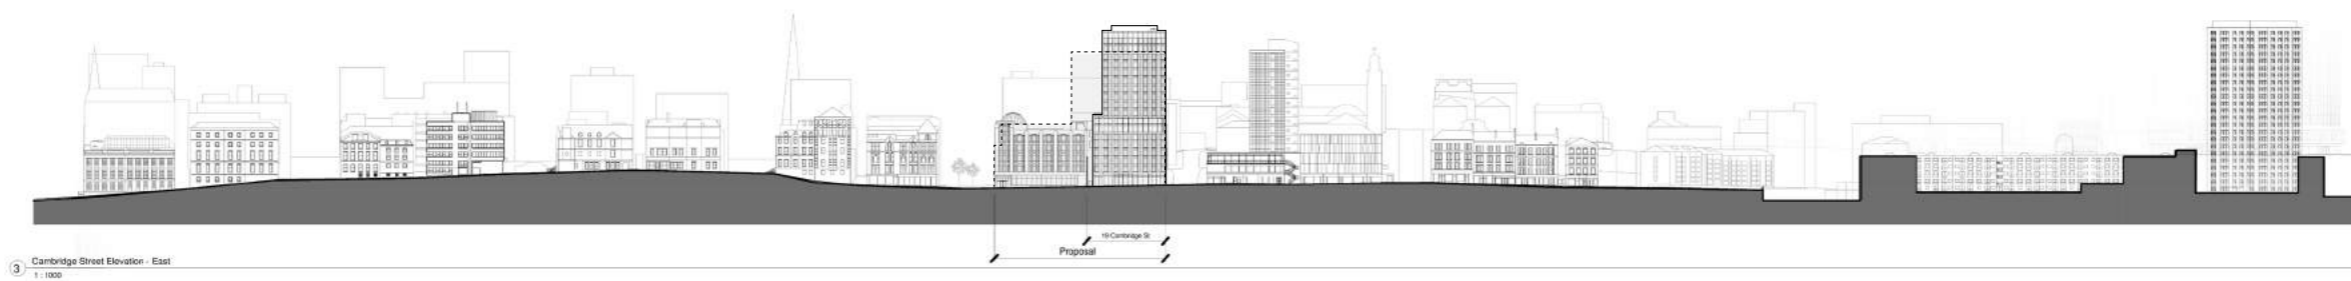 19 Cambridge St
Proposal
3
Cambridge Street Elevation - East
1 : 1000